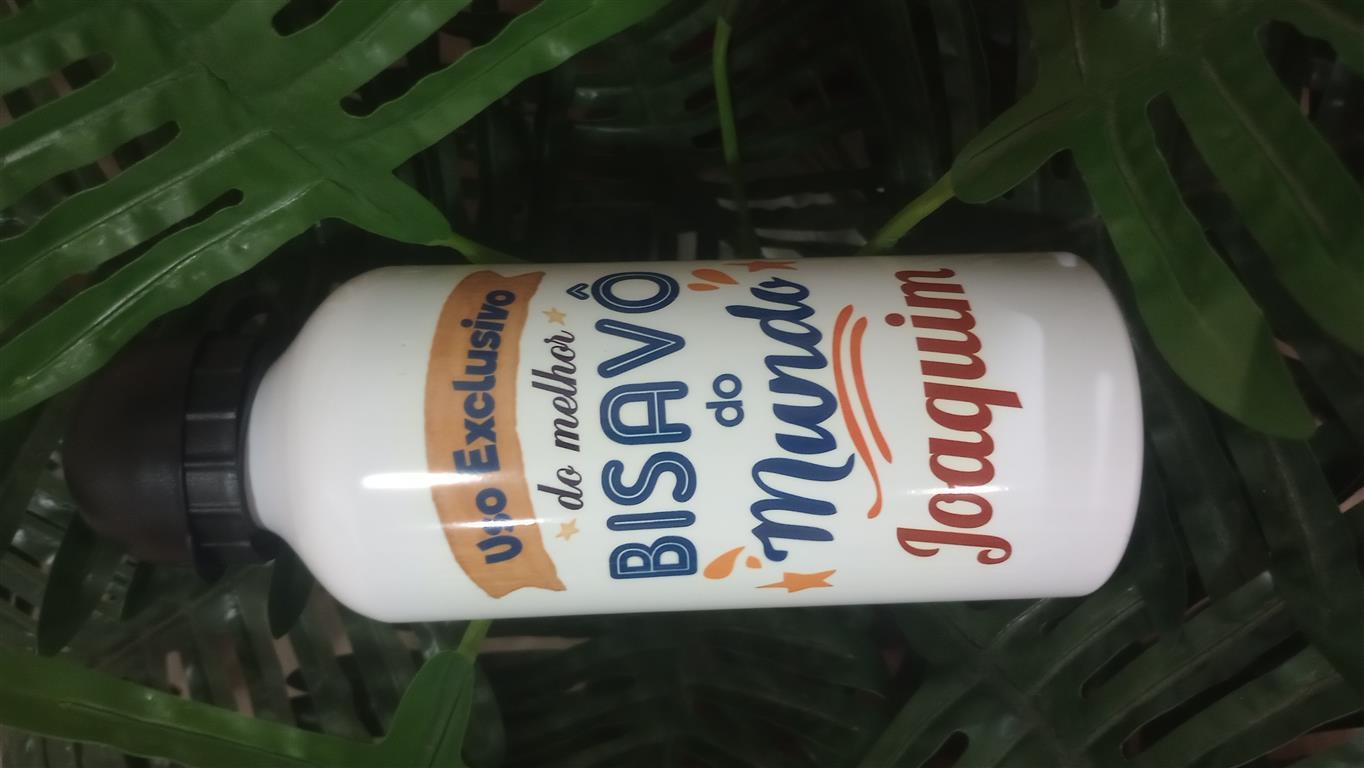 Uso Exclusivo
do melhor
BISAVÔ
do
Mundo
Joaquim